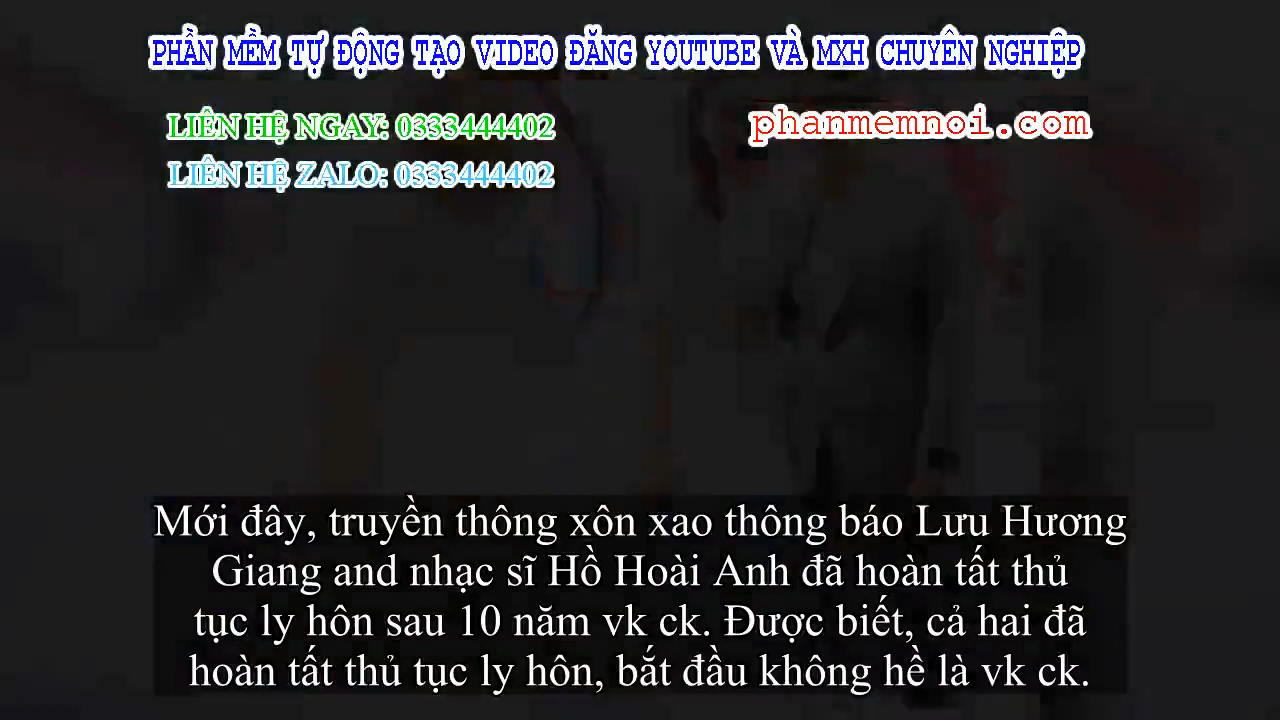 PHẦN MỀM TỰ ĐỘNG TẠO VIDEO ĐĂNG YOUTUBE VÀ MXH CHUYÊN NGHIỆP
LIÊN HỆ NGAY: 0333444402
phanmemnoi.com
LIÊN HỆ ZALO: 0333444402
Mới đây, truyền thông xôn xao thông báo Lưu Hương
Giang and nhạc sĩ Hồ Hoài Anh đã hoàn tất thủ
tục ly hôn sau 10 năm vk ck. Được biết, cả hai đã
hoàn tất thủ tục ly hôn, bắt đầu không hề là vk ck.